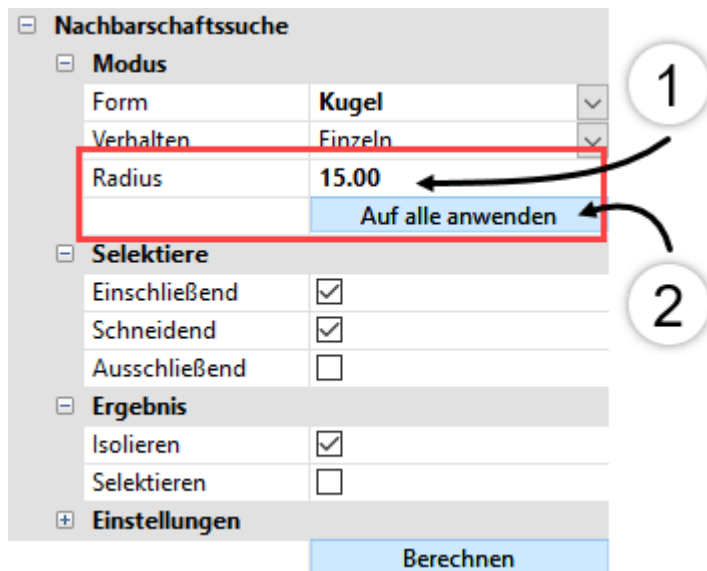 Nachbarschaftssuche
Modus
Form Kugel
1
Verhalten Einzeln
Radius 15.00
Auf alle anwenden
Selektiere
Einschließend
2
Schneidend
Ausschließend
Ergebnis
Isolieren
Selektieren
Einstellungen
Berechnen